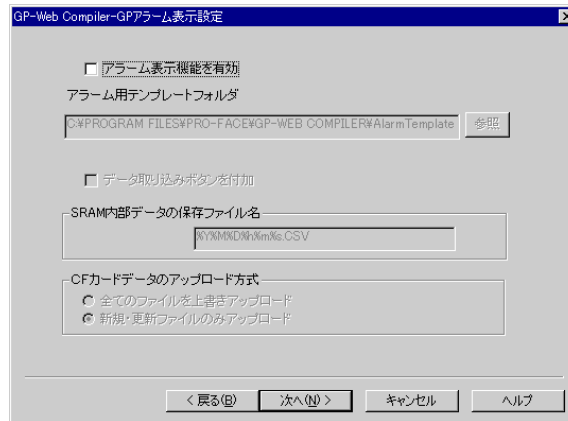 GP-Web Compiler-GPアラーム表示設定
アラーム表示機能を有効
アラーム用テンプレートフォルダ
C:¥PROGRAM FILES¥PRO-FACE¥GP-WEB COMPILER¥AlarmTemplate 参照
データ取り込みボタンを付加
SRAM内部データの保存ファイル名
%Y%M%D%h%m%s.CSV
CFカードデータのアップロード方式
全てのファイルを上書きアップロード
新規・更新ファイルのみアップロード
< 戻る(B) 次へ(N) > キャンセル ヘルプ